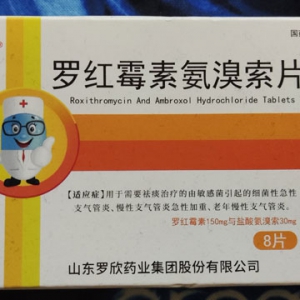 国药
罗红霉素氨溴索片
Roxithromycin And Ambroxol Hydrochloride Tablets
【适应症】用于需要祛痰治疗的由敏感菌引起的细菌性急性
支气管炎、慢性支气管炎急性加重、老年慢性支气管炎。
罗红霉素150mg与盐酸氨溴索30mg
8片
山东罗欣药业集团股份有限公司